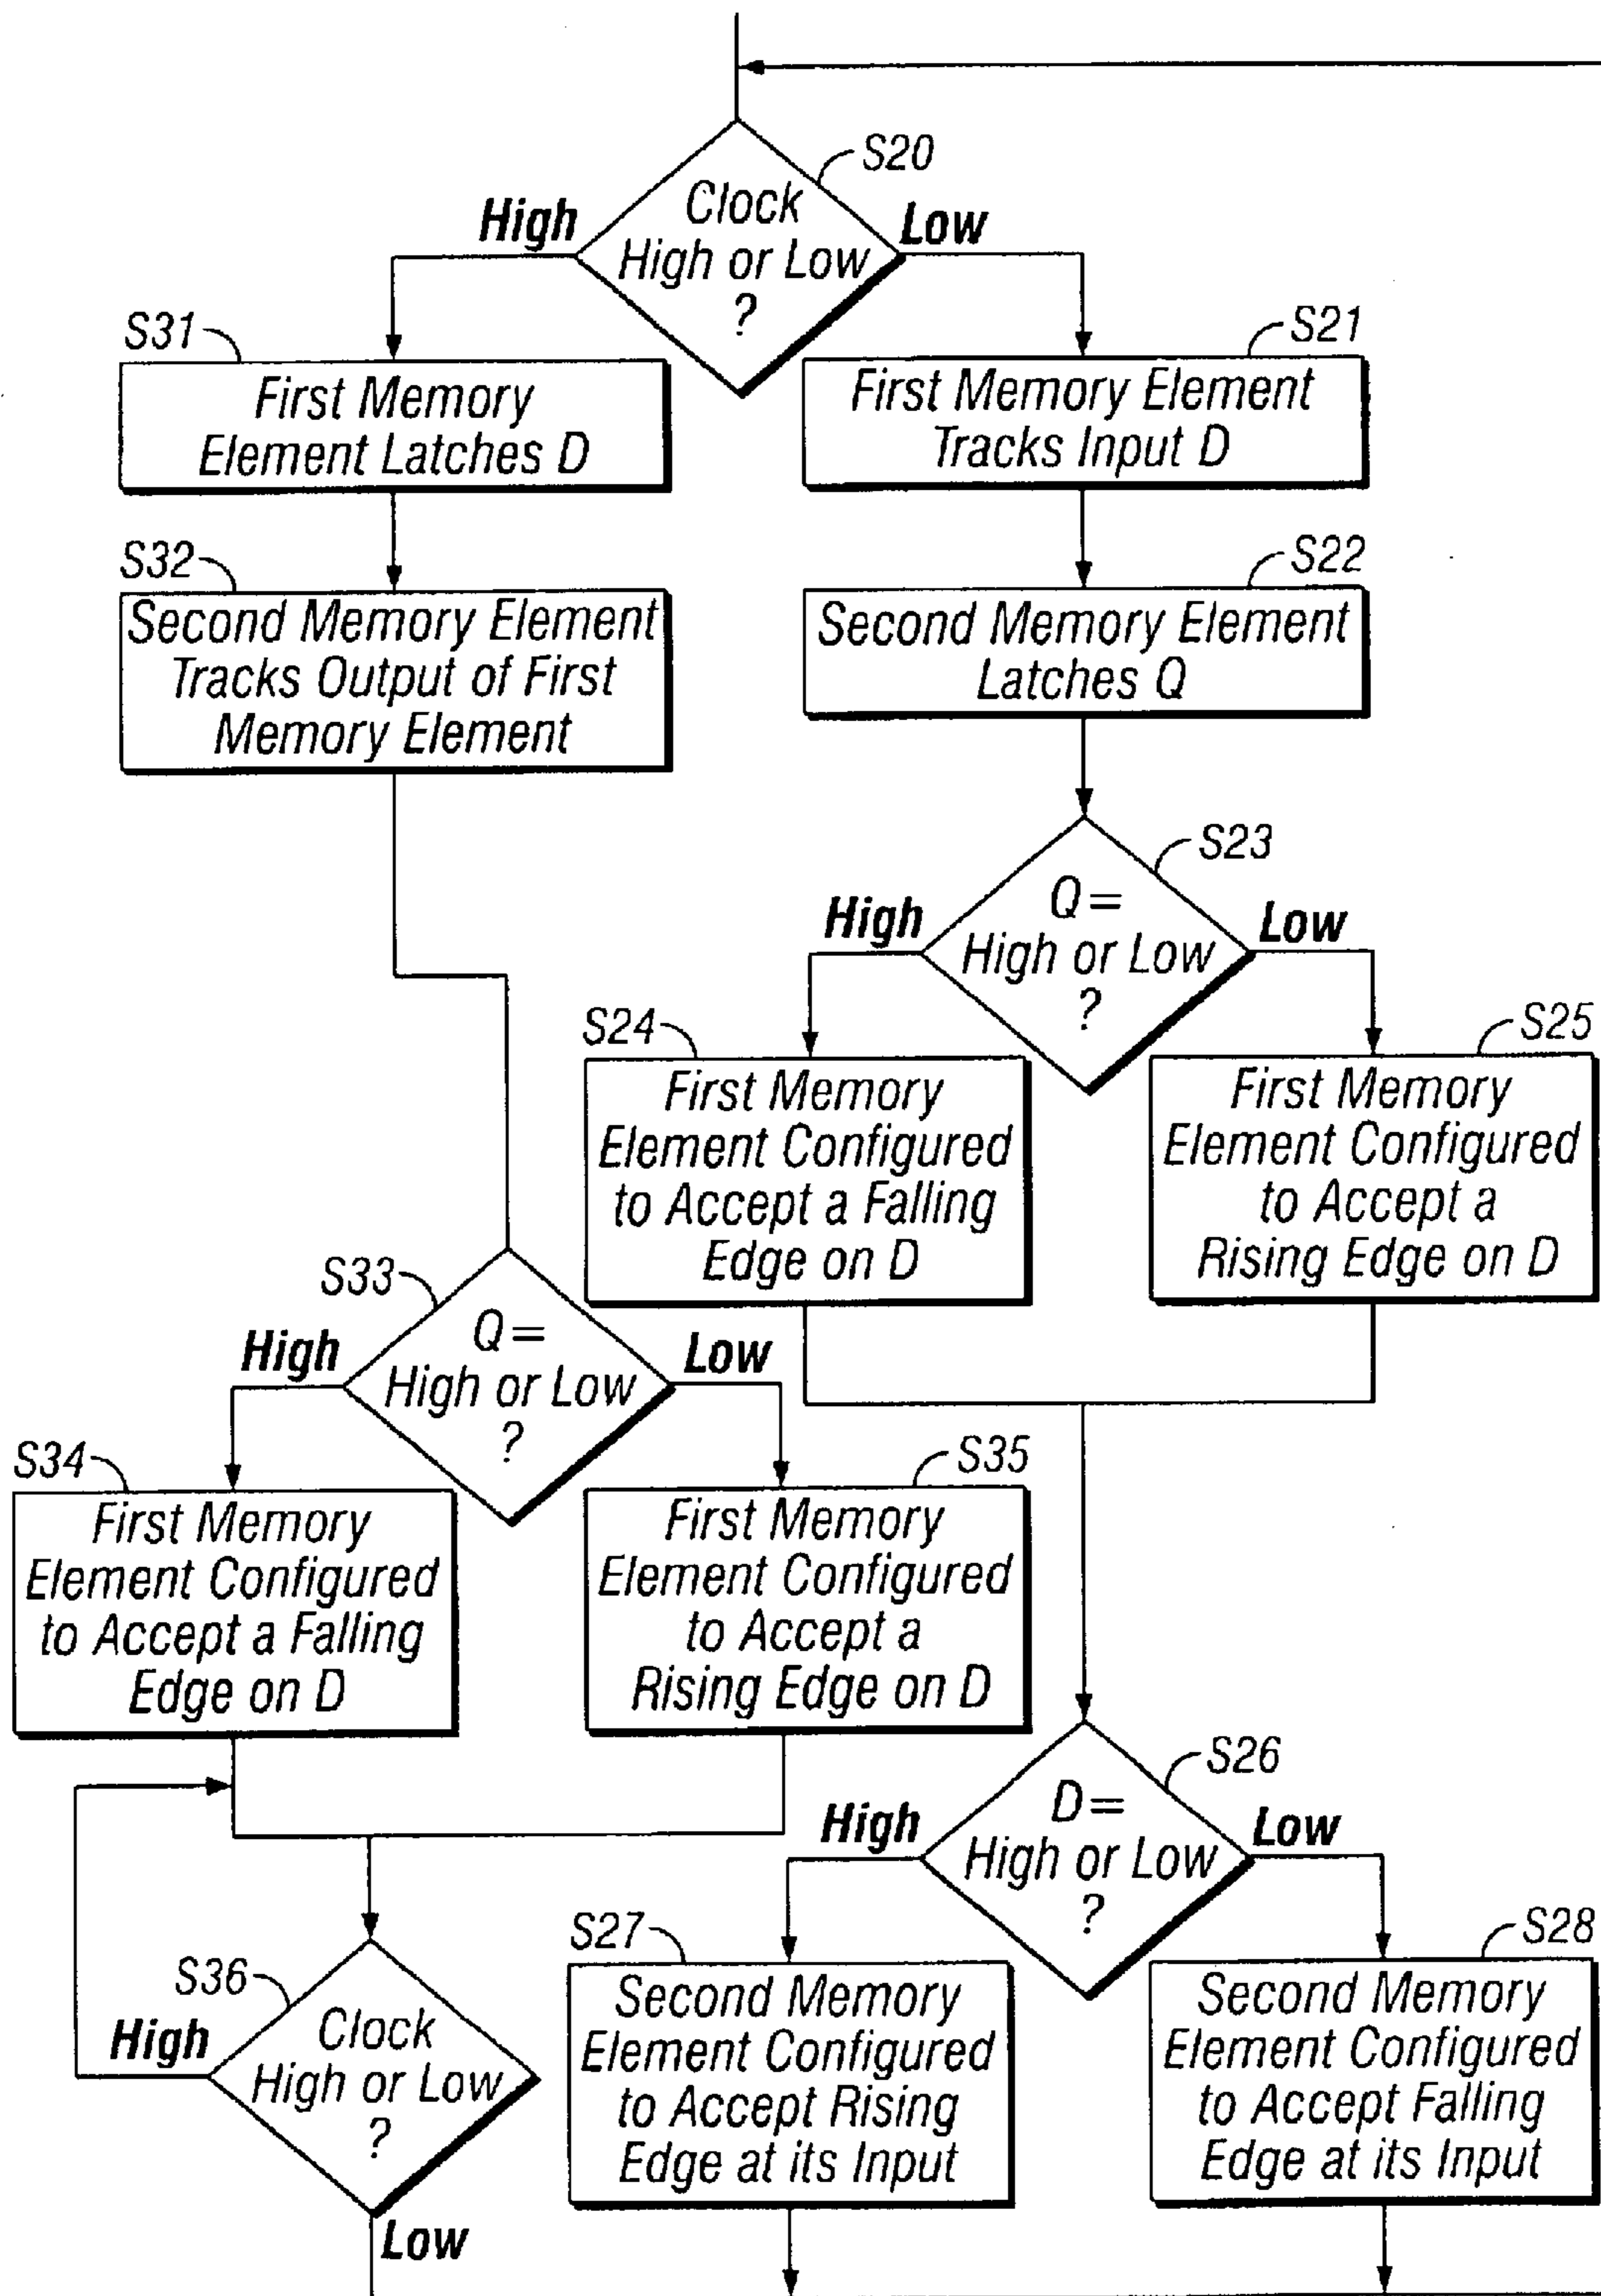 S20
Clock
High or Low
?
High
Low
S31
First Memory
Element Latches D
S21
First Memory Element
Tracks Input D
S32
Second Memory Element
Tracks Output of First
Memory Element
S22
Second Memory Element
Latches Q
S23
Q=
High or Low
?
High
Low
S24
First Memory
Element Configured
to Accept a Falling
Edge on D
S25
First Memory
Element Configured
to Accept a
Rising Edge on D
S33
Q=
High or Low
?
High
Low
S34
First Memory
Element Configured
to Accept a Falling
Edge on D
S35
First Memory
Element Configured
to Accept a
Rising Edge on D
S26
D=
High or Low
?
High
Low
S36
Clock
High or Low
?
High
Low
S27
Second Memory
Element Configured
to Accept Rising
Edge at its Input
S28
Second Memory
Element Configured
to Accept Falling
Edge at its Input